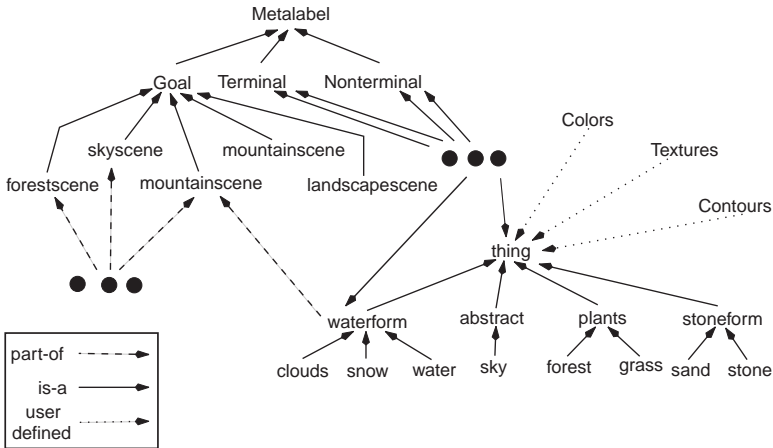 Metalabel
Goal
Terminal
Nonterminal
Colors
skyscene
mountainscene
Textures
forestscene
mountainscene
landscapescene
Contours
thing
waterform
abstract
plants
stoneform
clouds
snow
water
sky
forest
grass
sand
stone
part-of
is-a
user
defined